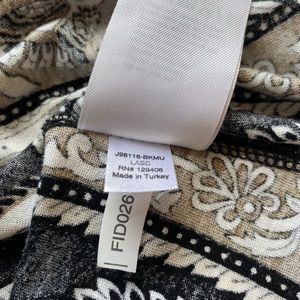 J98116-BKMU
LASC
RN# 129406
Made in Turkey
FID026